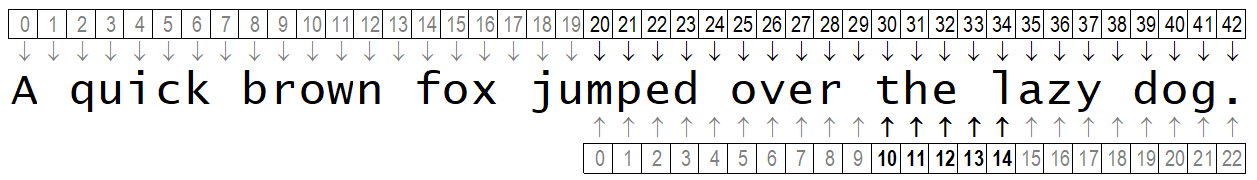 0 1 2 3 4 5 6 7 8 9 10 11 12 13 14 15 16 17 18 19 20 21 22 23 24 25 26 27 28 29 30 31 32 33 34 35 36 37 38 39 40 41 42
A quick brown fox jumped over the lazy dog.
0 1 2 3 4 5 6 7 8 9 10 11 12 13 14 15 16 17 18 19 20 21 22